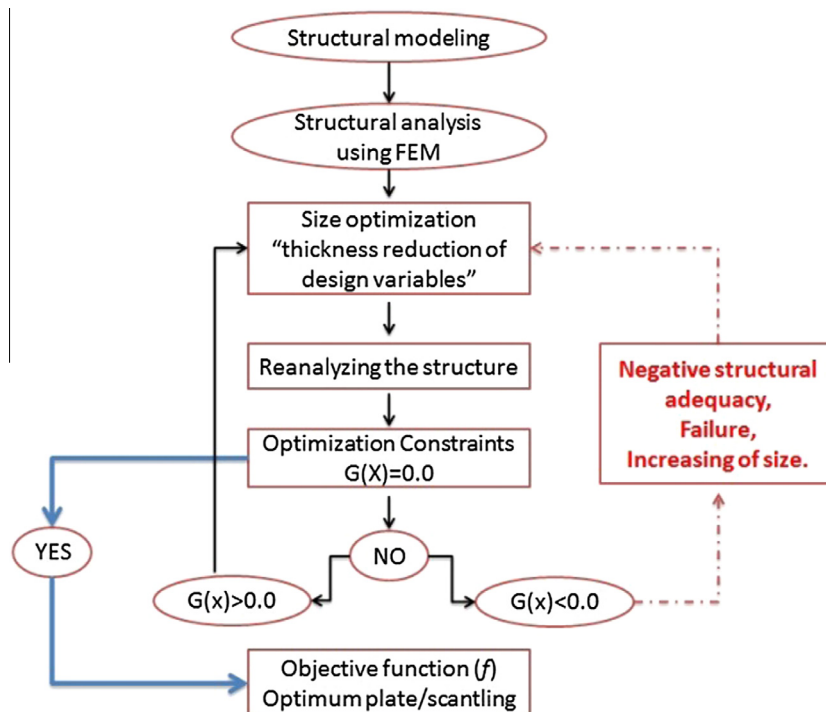 Structural modeling
Structural analysis
using FEM
Size optimization
“thickness reduction of
design variables”
Reanalyzing the structure
Negative structural
adequacy,
Failure,
Increasing of size.
Optimization Constraints
G(X)=0.0
YES
NO
G(x)>0.0
G(x)<0.0
Objective function (f)
Optimum plate/scantling